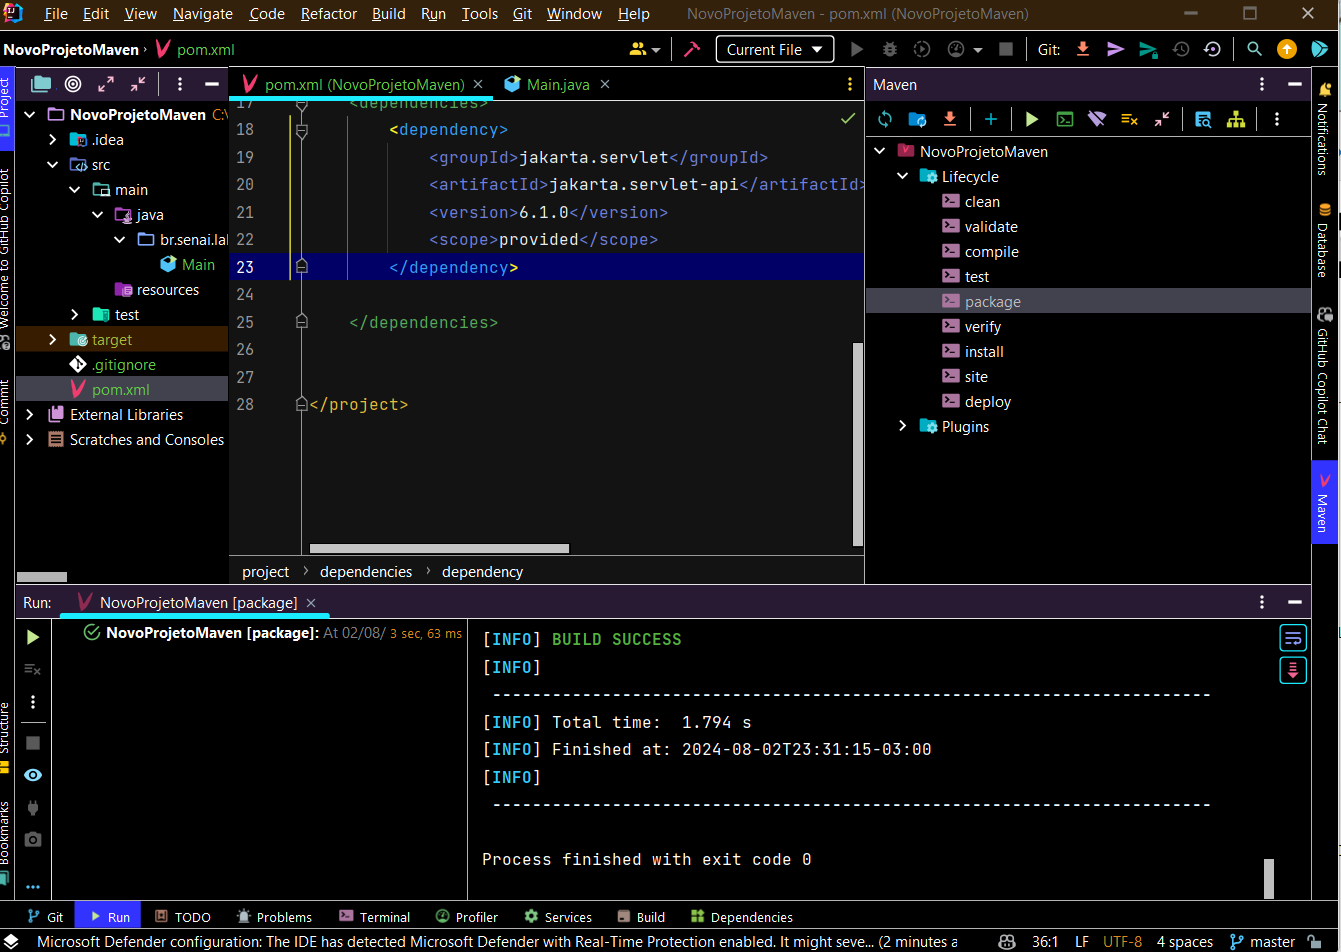 File Edit View Navigate Code Refactor Build Run Tools Git Window Help NovoProjetoMaven - pom.xml (NovoProjetoMaven)
NovoProjetoMaven pom.xml Current File Git:
Project
Welcome to GitHub Copilot
Commit
Structure
Bookmarks
NovoProjetoMaven C:\
.idea
src
main
java
br.senai.lal
Main
resources
test
target
.gitignore
pom.xml
External Libraries
Scratches and Consoles
pom.xml (NovoProjetoMaven) Main.java
17 <dependencies>
18 <dependency>
19 <groupId>jakarta.servlet</groupId>
20 <artifactId>jakarta.servlet-api</artifactId>
21 <version>6.1.0</version>
22 <scope>provided</scope>
23 </dependency>
24
25 </dependencies>
26
27
28 </project>
project dependencies dependency
Maven
NovoProjetoMaven
Lifecycle
clean
validate
compile
test
package
verify
install
site
deploy
Plugins
Notifications
Database
GitHub Copilot Chat
Maven
Run: NovoProjetoMaven [package]
NovoProjetoMaven [package]: At 02/08/ 3 sec, 63 ms
[INFO] BUILD SUCCESS
[INFO]
------------------------------------------------------------------------
[INFO] Total time:  1.794 s
[INFO] Finished at: 2024-08-02T23:31:15-03:00
[INFO]
------------------------------------------------------------------------
Process finished with exit code 0
Git Run TODO Problems Terminal Profiler Services Build Dependencies
Microsoft Defender configuration: The IDE has detected Microsoft Defender with Real-Time Protection enabled. It might seve... (2 minutes a 36:1 LF UTF-8 4 spaces master